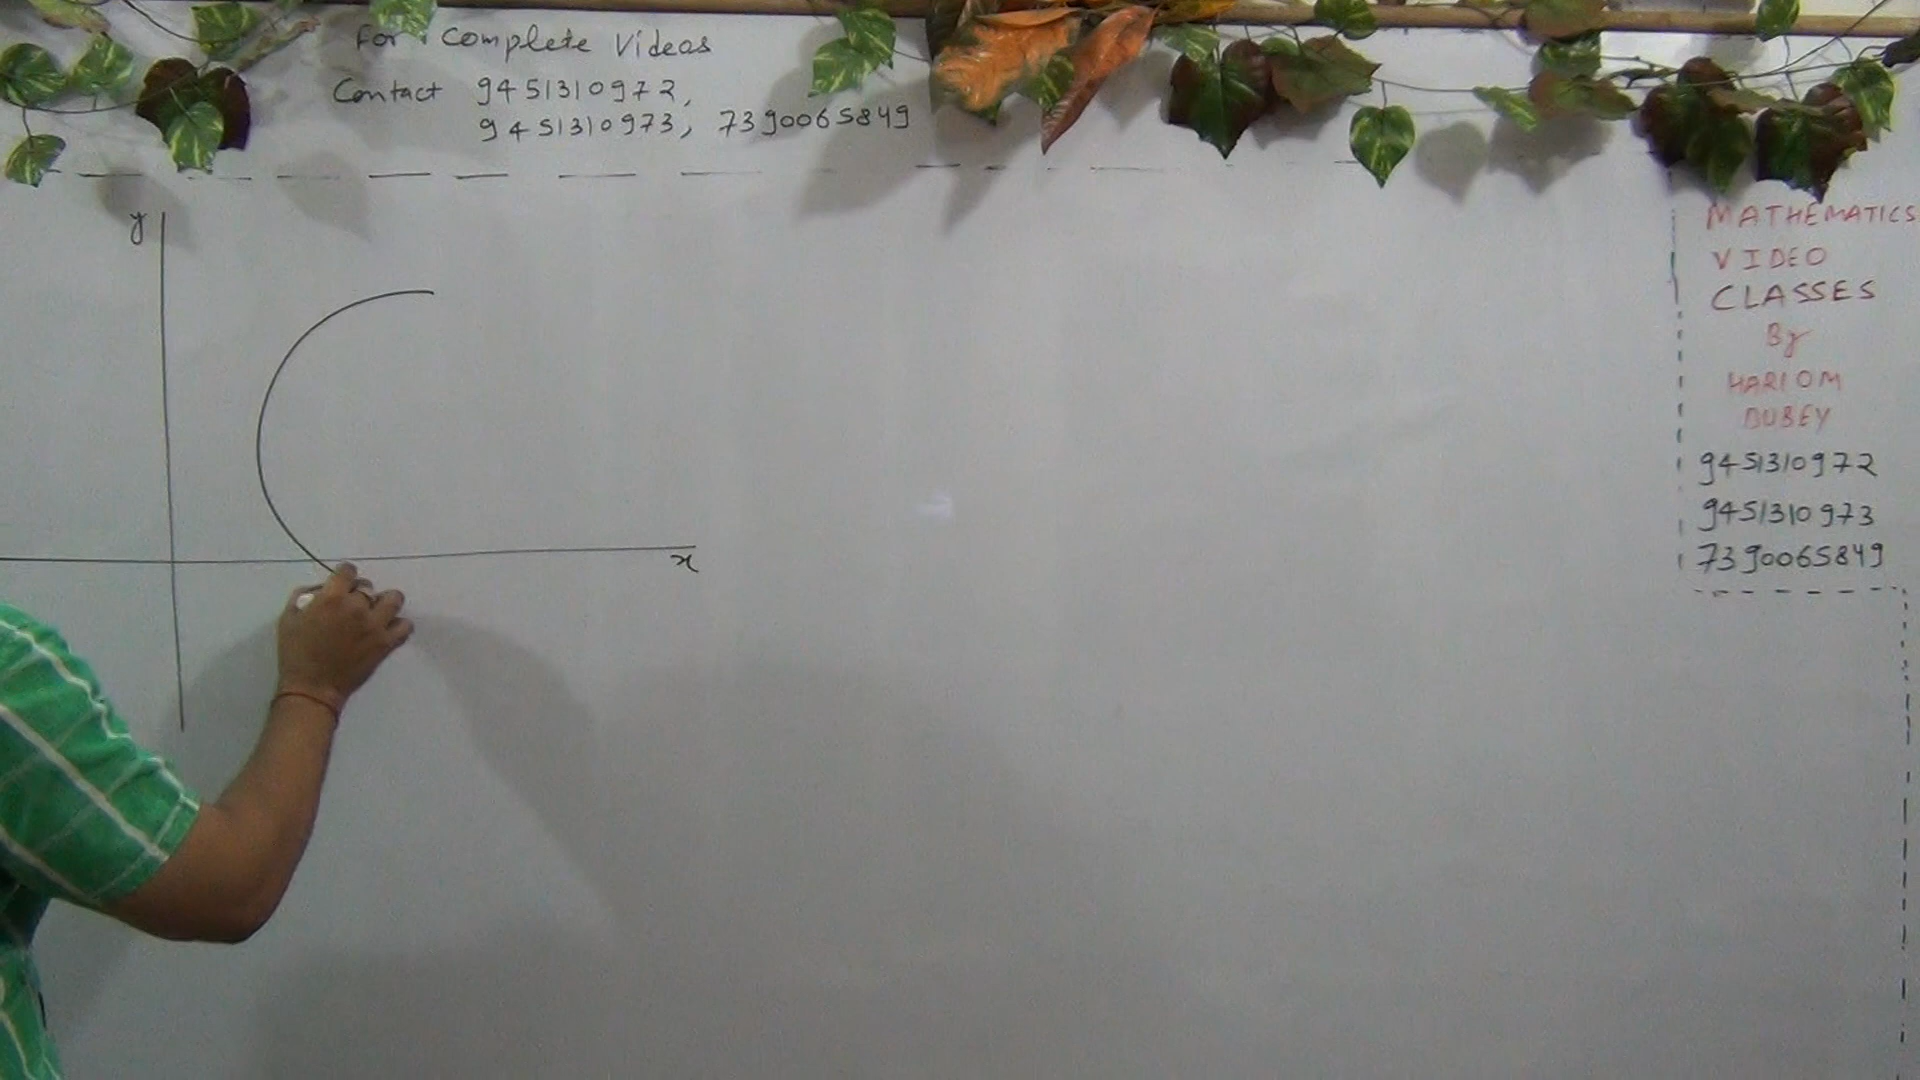 For Complete Videos
Contact 9451310972,
9451310973, 7390065849
y
x
MATHEMATICS
VIDEO
CLASSES
By
HARIOM
DUBEY
9451310972
9451310973
7390065849